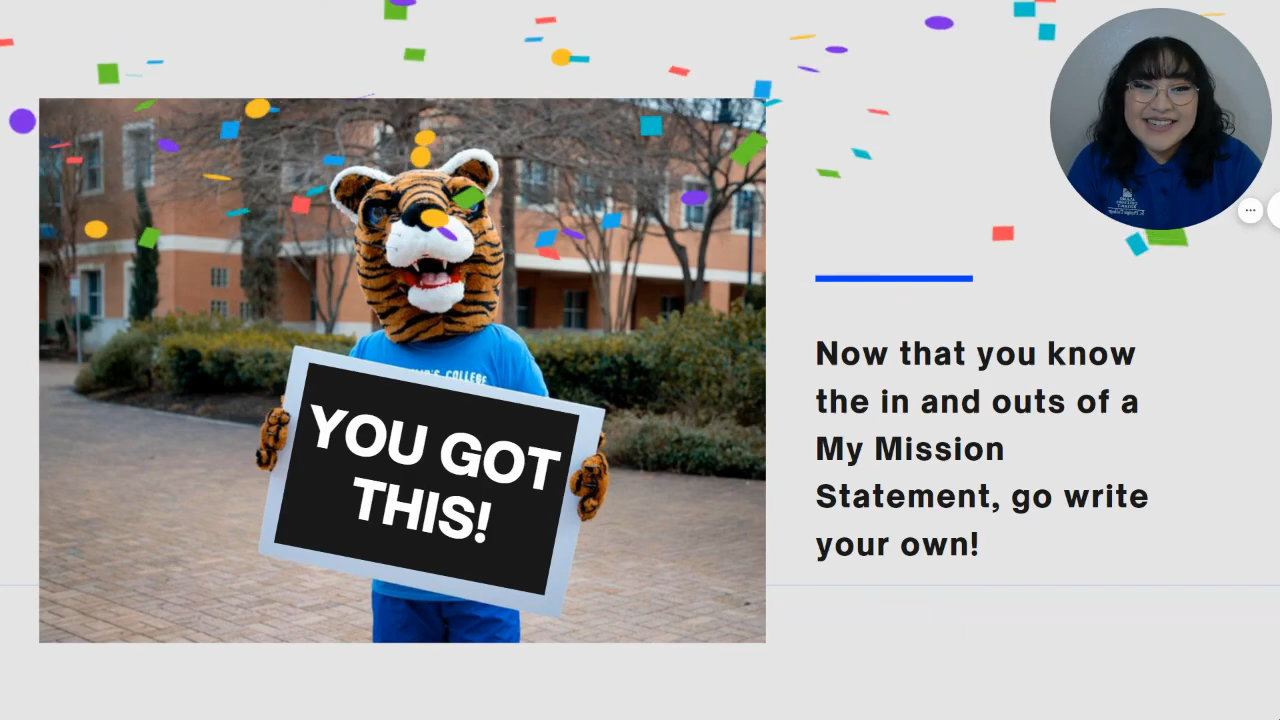 YOU GOT
THIS!
COLLEGE
Now that you know
the in and outs of a
My Mission
Statement, go write
your own!